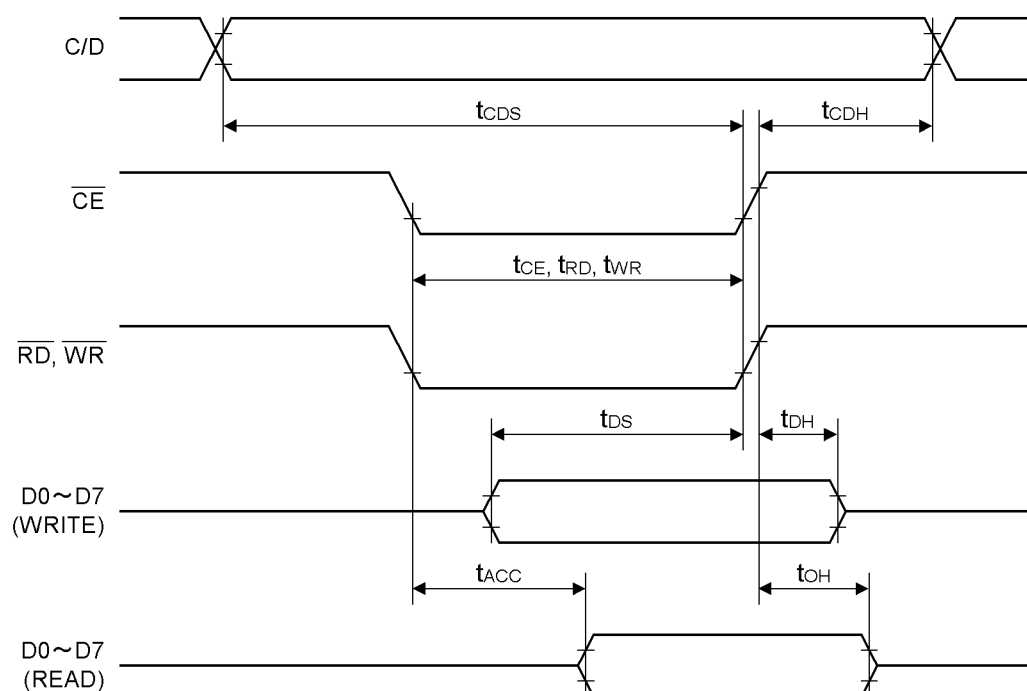 C/D
tCDS
tCDH
CE
tCE, tRD, tWR
RD, WR
tDS
tDH
D0～D7
(WRITE)
tACC
tOH
D0～D7
(READ)